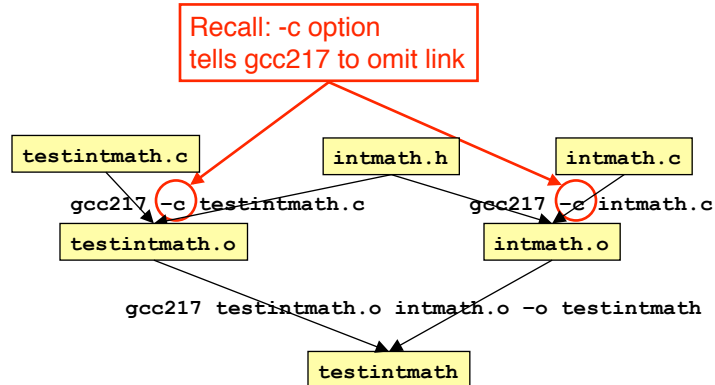 Recall: -c option
tells gcc217 to omit link
testintmath.c
intmath.h
intmath.c
gcc217 –c testintmath.c
gcc217 –c intmath.c
testintmath.o
intmath.o
gcc217 testintmath.o intmath.o –o testintmath
testintmath